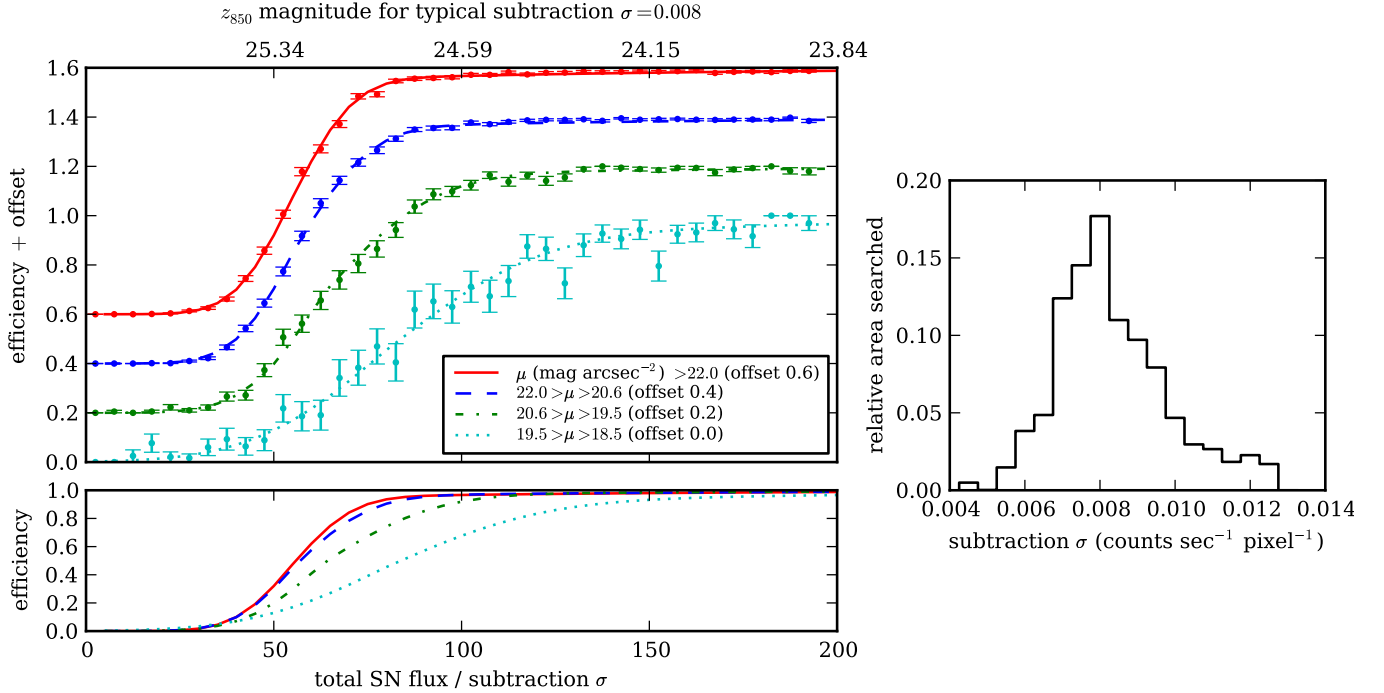 z₈₅₀ magnitude for typical subtraction σ=0.008
25.34 24.59 24.15 23.84
1.6
1.4
1.2
1.0
0.8
0.6
0.4
0.2
0.0
efficiency + offset
μ (mag arcsec⁻²) >22.0 (offset 0.6)
22.0>μ>20.6 (offset 0.4)
20.6>μ>19.5 (offset 0.2)
19.5>μ>18.5 (offset 0.0)
1.0
0.8
0.6
0.4
0.2
0.0
efficiency
0 50 100 150 200
total SN flux / subtraction σ
0.20
0.15
0.10
0.05
0.00
relative area searched
0.004 0.006 0.008 0.010 0.012 0.014
subtraction σ (counts sec⁻¹ pixel⁻¹)